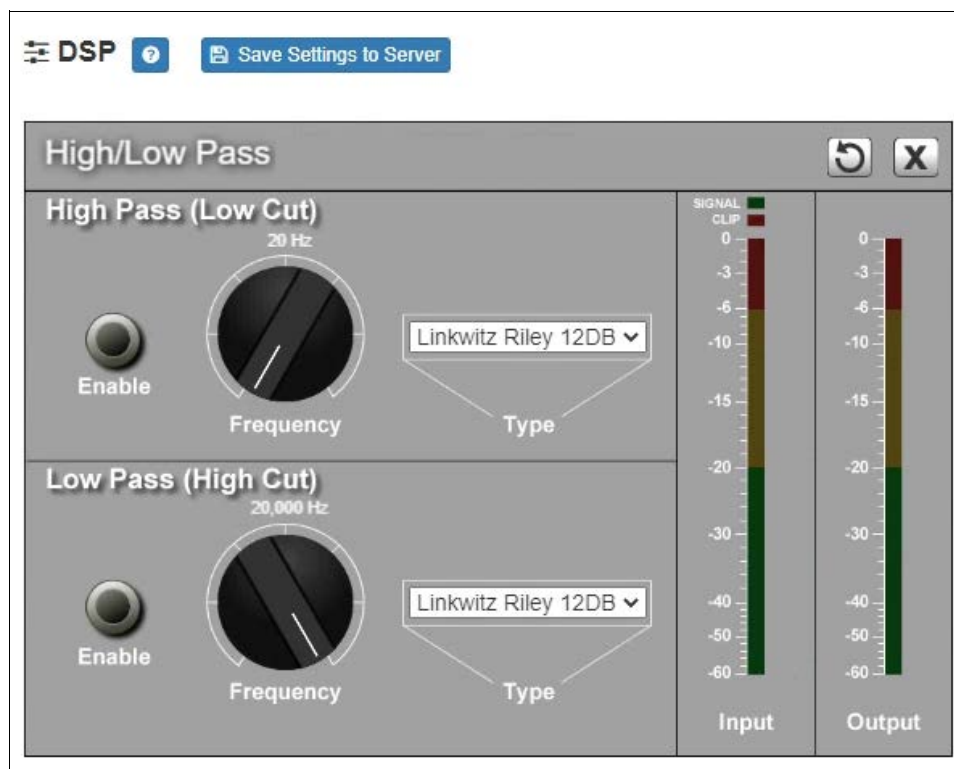 DSP ? Save Settings to Server
High/Low Pass X
High Pass (Low Cut)
20 Hz
Enable
Frequency
Linkwitz Riley 12DB
Type
Low Pass (High Cut)
20,000 Hz
Enable
Frequency
Linkwitz Riley 12DB
Type
SIGNAL
CLIP
0
-3
-6
-10
-15
-20
-30
-40
-50
-60
Input
0
-3
-6
-10
-15
-20
-30
-40
-50
-60
Output